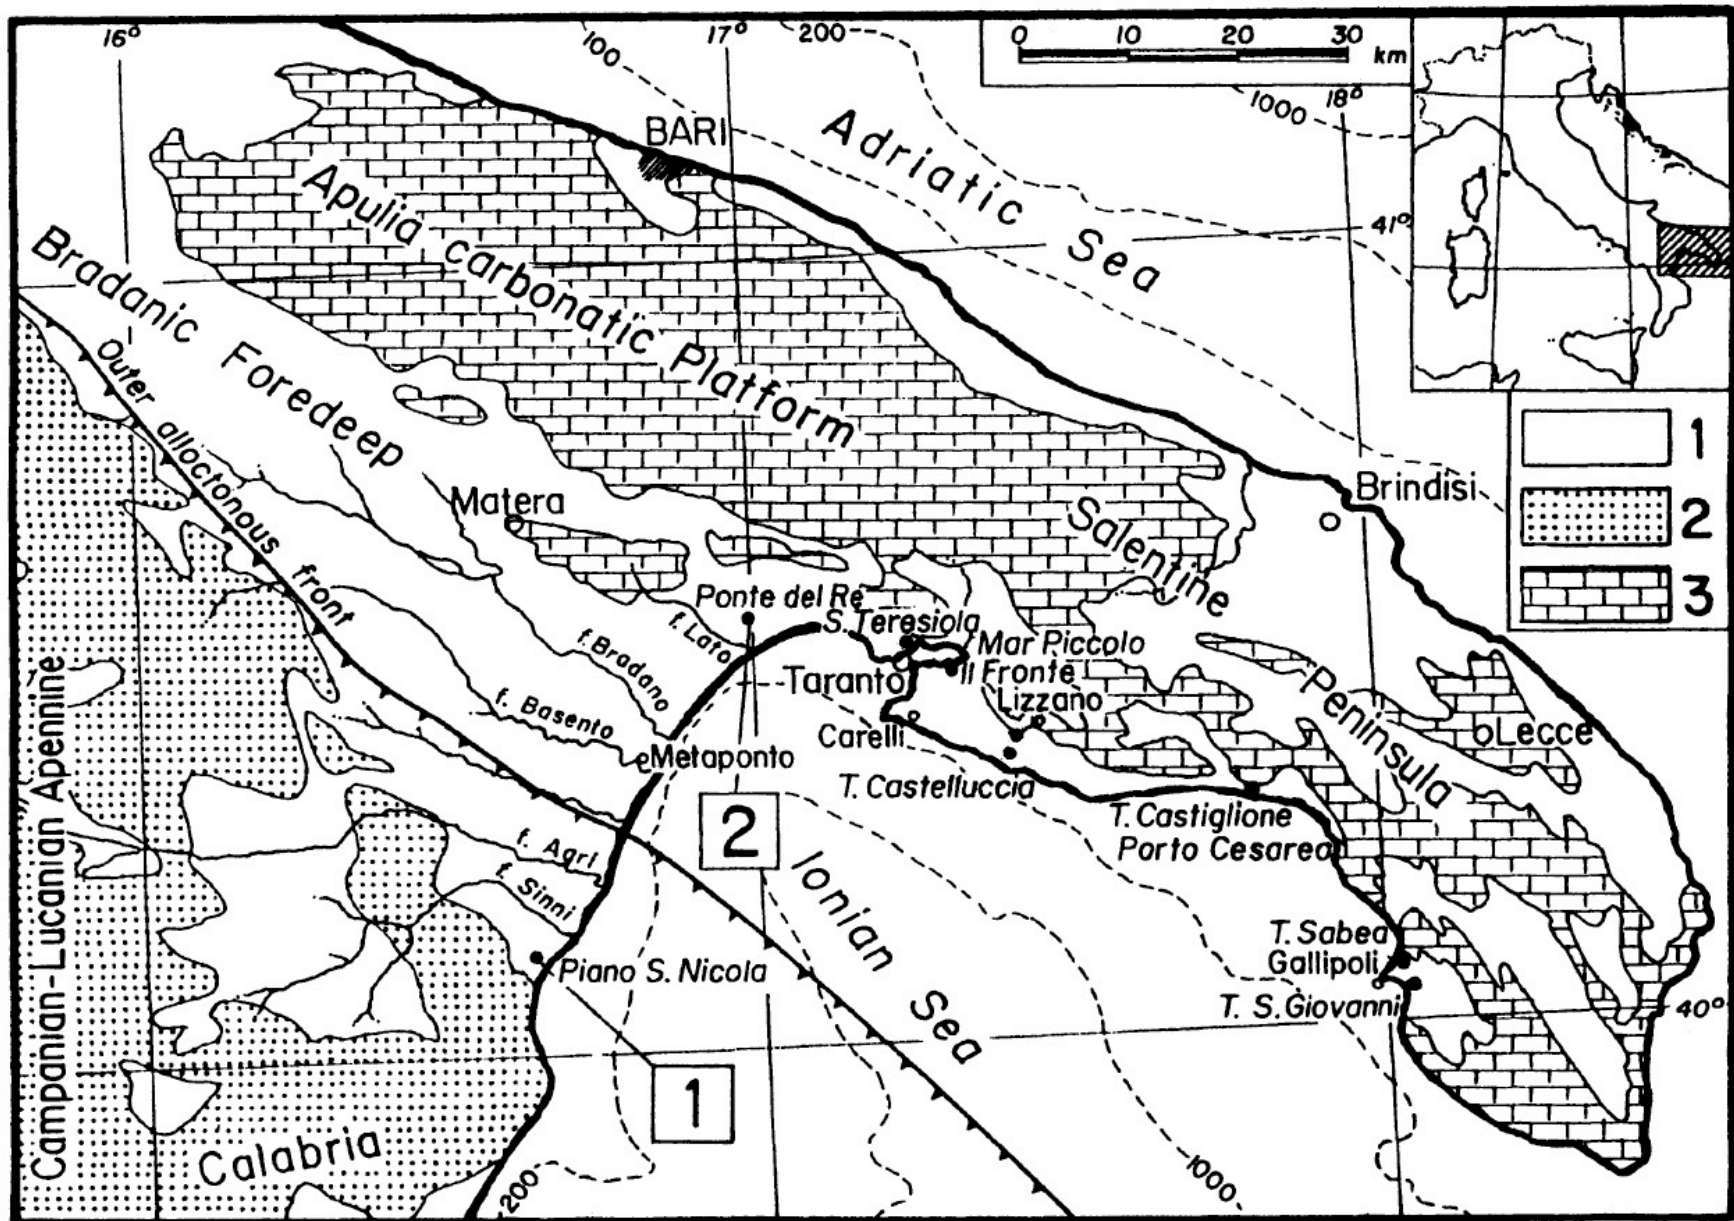 16°
100
17°
200
0 10 20 30
km
1000
18°
BARI
Adriatic Sea
41°
Apulia carbonatic Platform
Bradanic Foredeep
Outer alloctonous front
1
2
3
Matera
Brindisi
Salentine Peninsula
Ponte del Re
S. Teresiola
f. Lato
Mar Piccolo
Il Fronte
Taranto
Lizzano
f. Bradano
f. Basento
Carelli
Lecce
Metaponto
T. Castelluccia
T. Castiglione
Porto Cesareo
2
Ionian Sea
f. Agri
f. Sinni
T. Sabea
Gallipoli
Piano S. Nicola
T. S. Giovanni
40°
1
Campanian-Lucanian Apennine
Calabria
200
1000